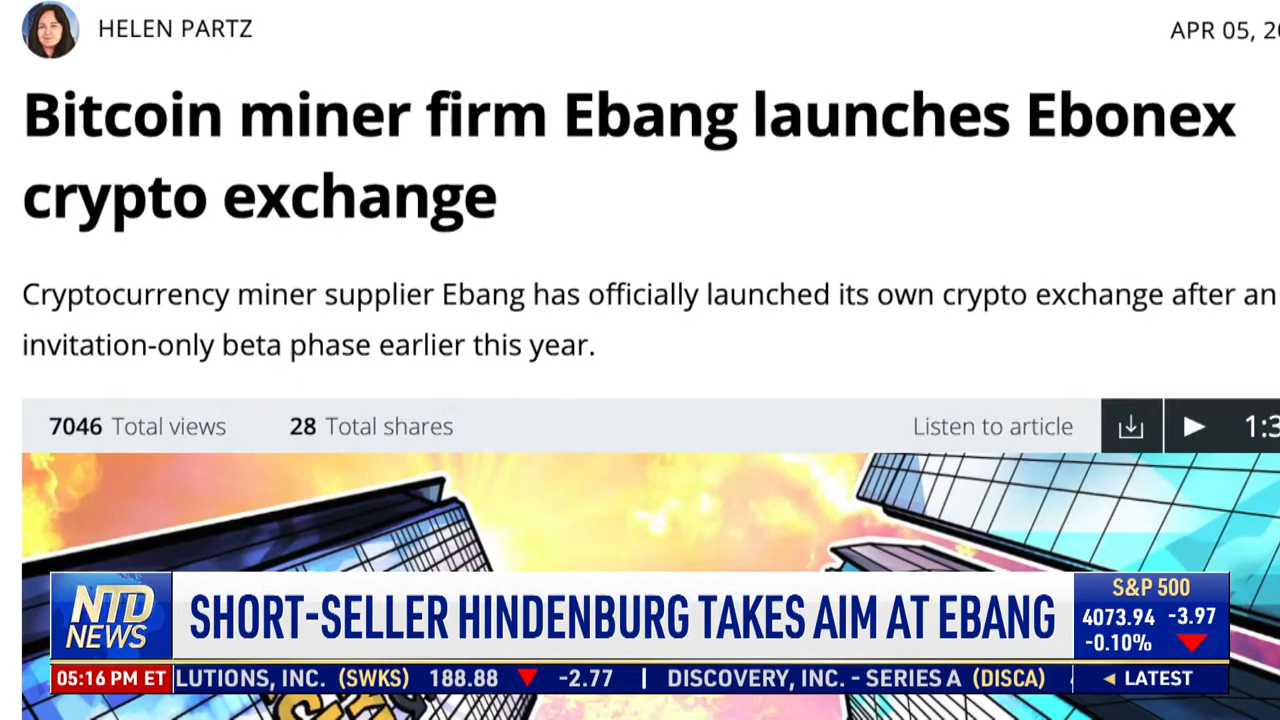 HELEN PARTZ
APR 05, 20
Bitcoin miner firm Ebang launches Ebonex
crypto exchange
Cryptocurrency miner supplier Ebang has officially launched its own crypto exchange after an
invitation-only beta phase earlier this year.
7046 Total views 28 Total shares Listen to article 1:3
NTD
NEWS
SHORT-SELLER HINDENBURG TAKES AIM AT EBANG
S&P 500
4073.94 -3.97
-0.10%
05:16 PM ET LUTIONS, INC. (SWKS) 188.88 ▼ -2.77 | DISCOVERY, INC. - SERIES A (DISCA) ◄ LATEST